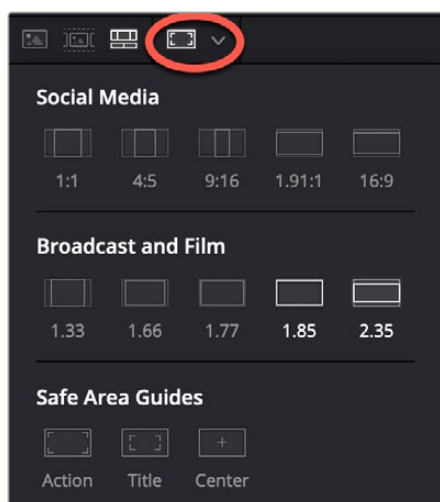 Social Media
1:1 4:5 9:16 1.91:1 16:9
Broadcast and Film
1.33 1.66 1.77 1.85 2.35
Safe Area Guides
Action Title Center